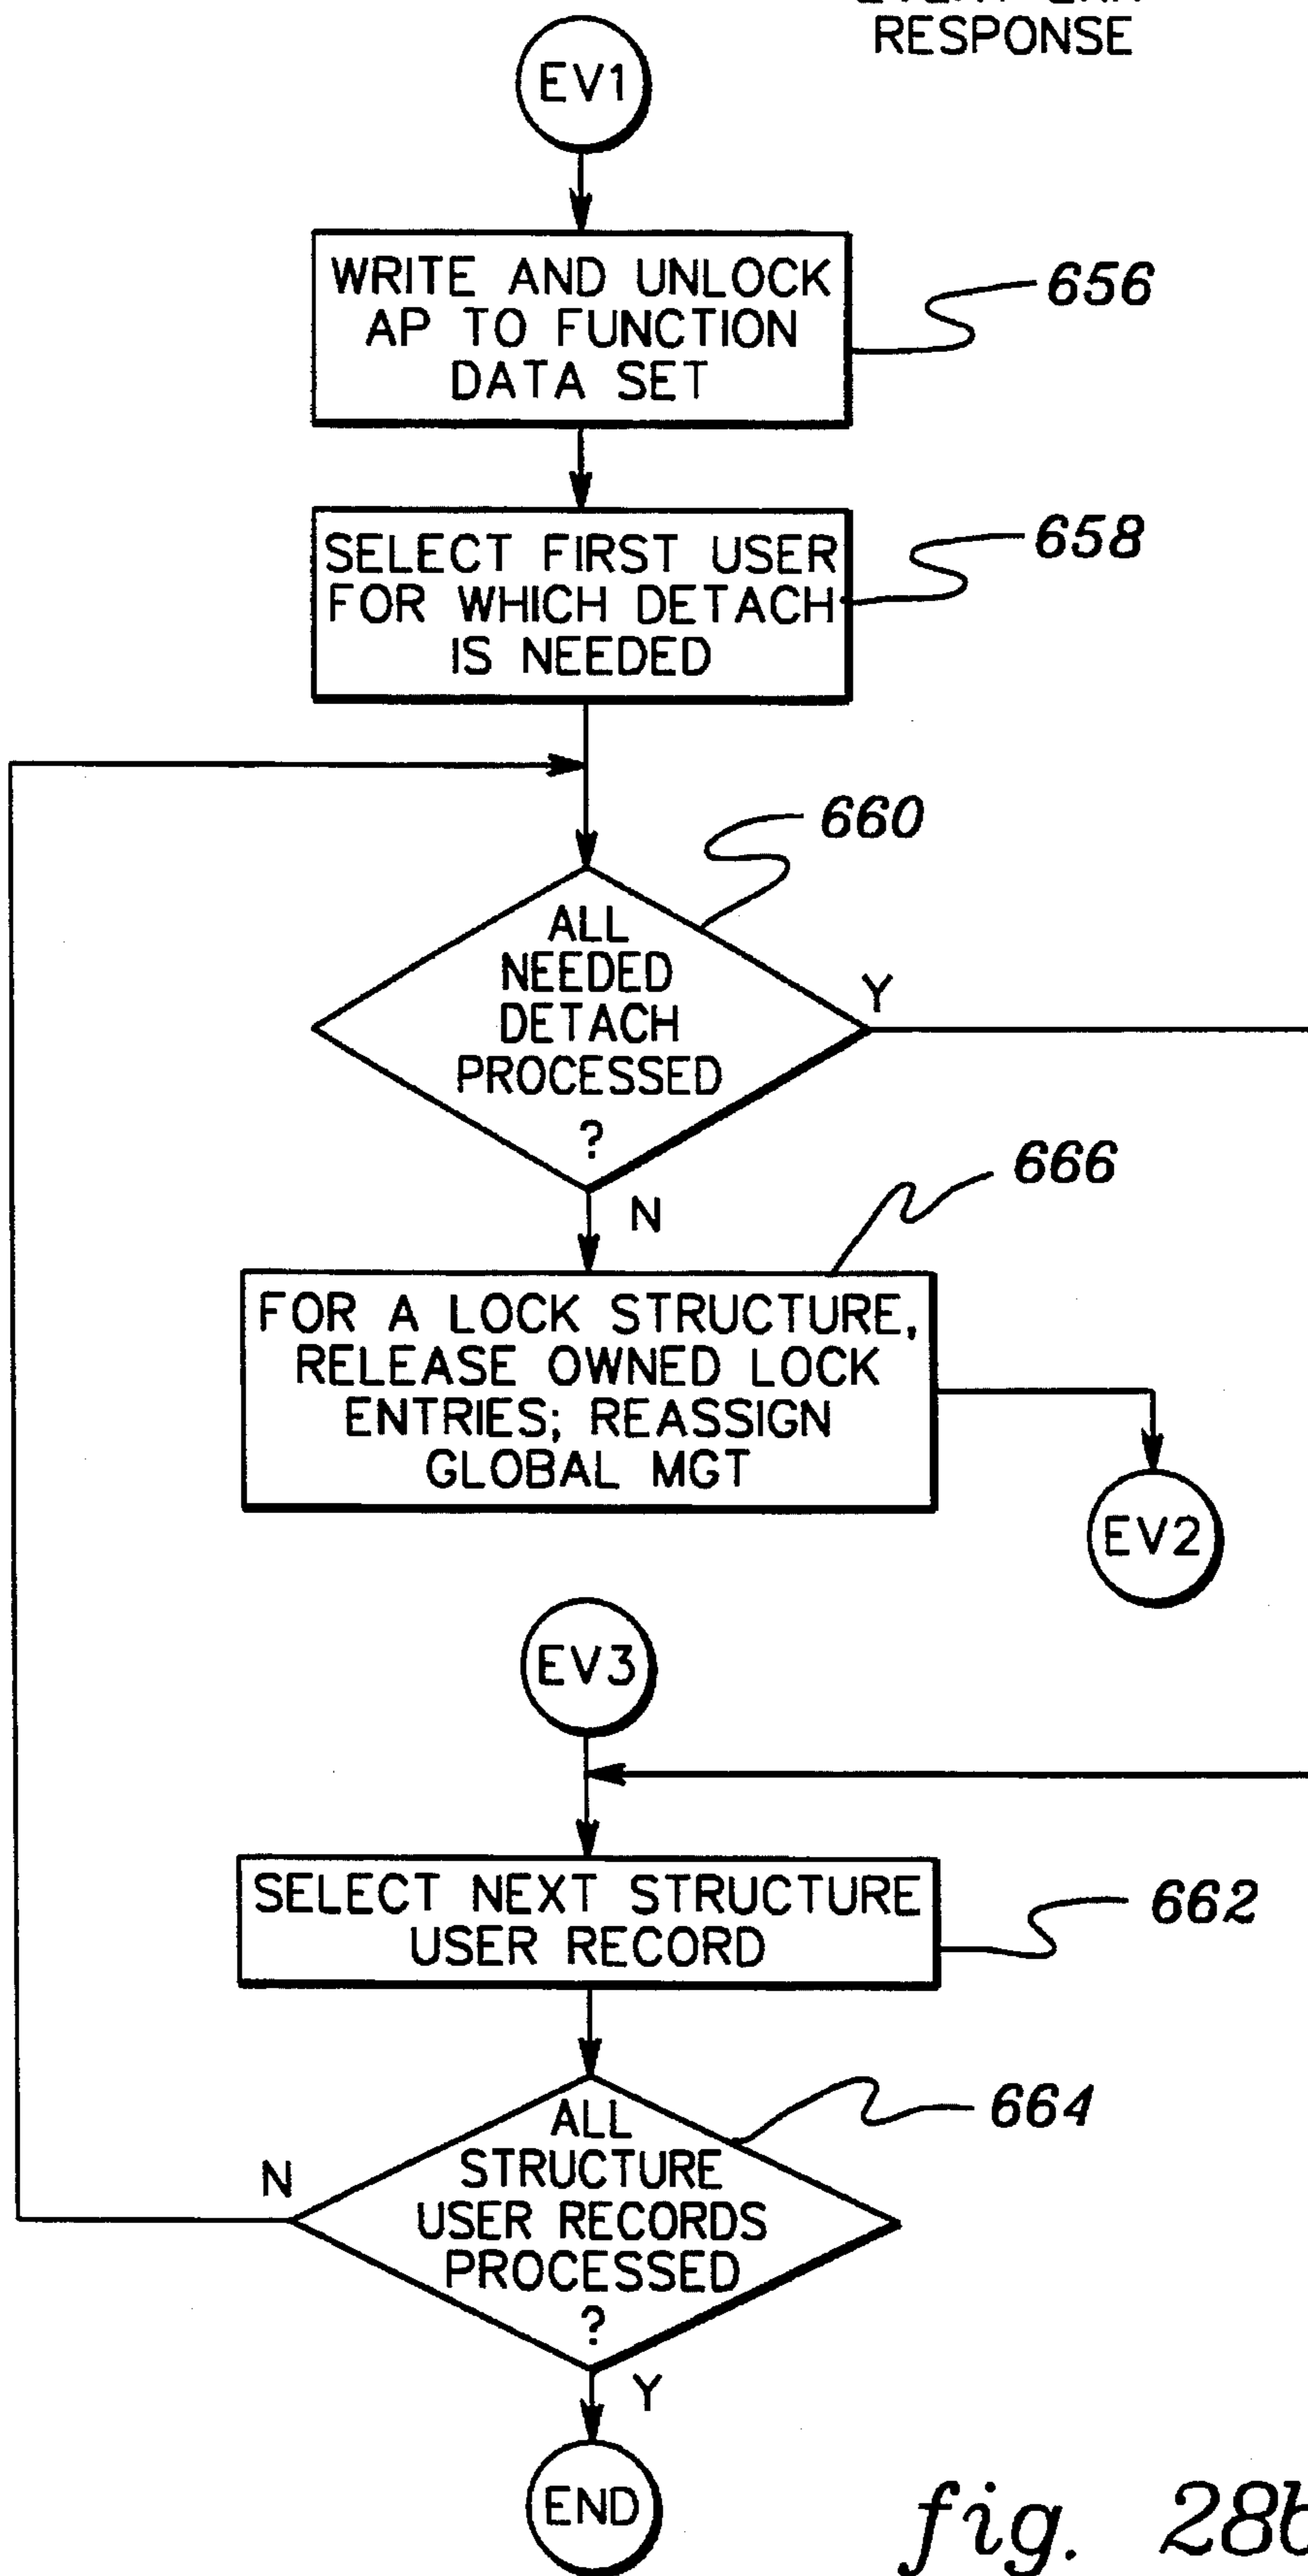 RESPONSE
EV1
WRITE AND UNLOCK
AP TO FUNCTION
DATA SET
656
SELECT FIRST USER
FOR WHICH DETACH
IS NEEDED
658
660
ALL
NEEDED
DETACH
PROCESSED
?
Y
N
666
FOR A LOCK STRUCTURE,
RELEASE OWNED LOCK
ENTRIES; REASSIGN
GLOBAL MGT
EV2
EV3
SELECT NEXT STRUCTURE
USER RECORD
662
664
ALL
STRUCTURE
USER RECORDS
PROCESSED
?
N
Y
END
fig. 28b